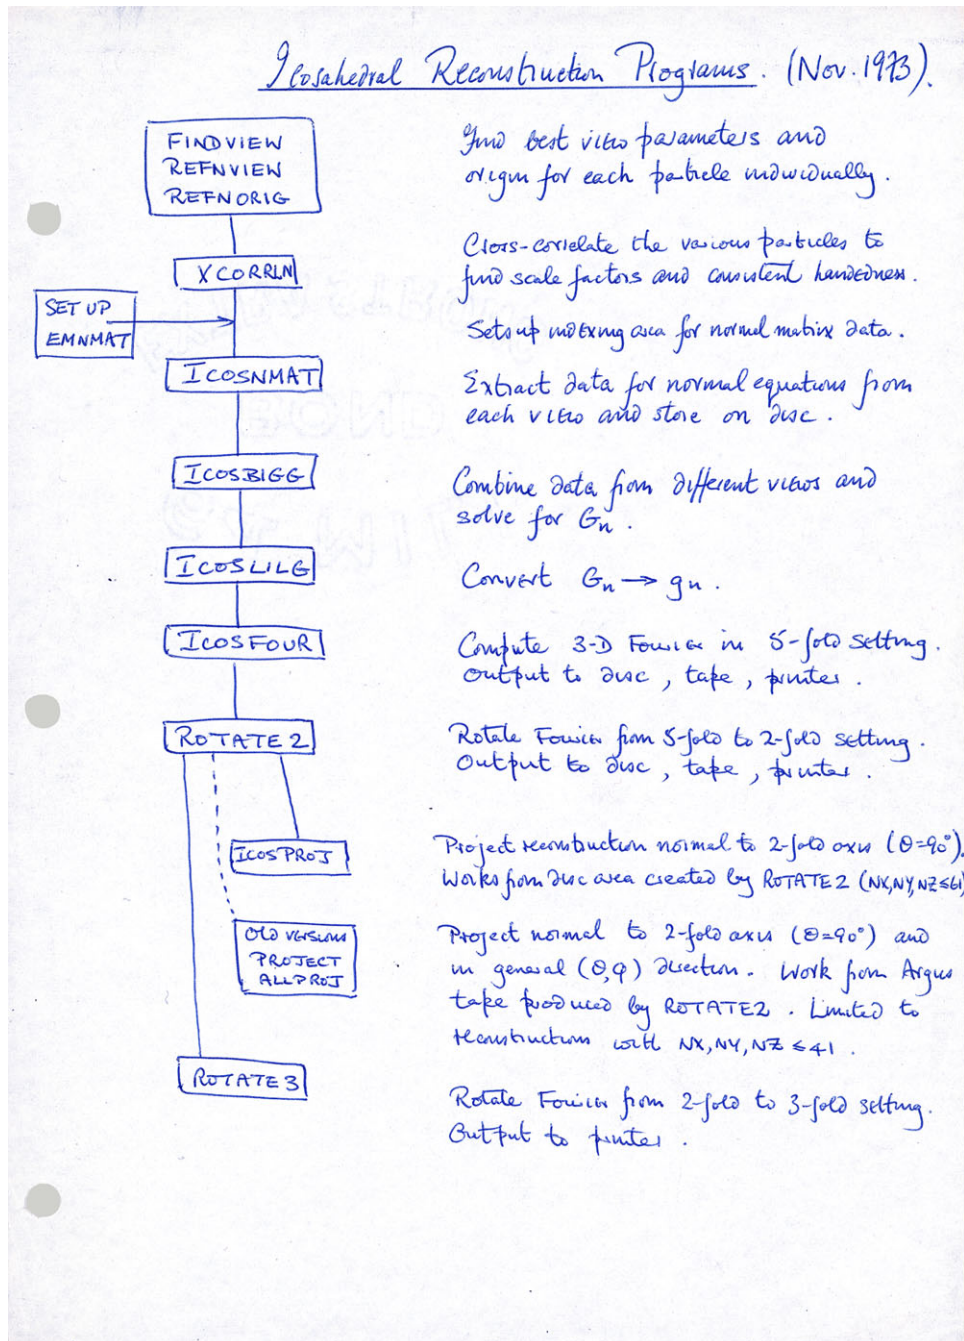 Icosahedral Reconstruction Programs. (Nov. 1973).
FINDVIEW
REFNVIEW
REFNORIG
Find best view parameters and
origin for each particle individually.
XCORRLN
Cross-correlate the various particles to
find scale factors and consistent handedness.
SET UP
EMNMAT
Sets up indexing area for normal matrix data.
ICOSNMAT
Extract data for normal equations from
each view and store on disc.
ICOSBIGG
Combine data from different views and
solve for Gn.
ICOSLILG
Convert Gn → gn.
ICOSFOUR
Compute 3-D Fourier in 5-fold setting.
Output to disc, tape, printer.
ROTATE2
Rotate Fourier from 5-fold to 2-fold setting.
Output to disc, tape, printer.
ICOSPROJ
Project reconstruction normal to 2-fold axis (θ=90°).
Works from disc area created by ROTATE2 (NX,NY,NZ≤61)
OLD VERSIONS
PROJECT
ALLPROJ
Project normal to 2-fold axis (θ=90°) and
in general (θ,φ) direction. Work from Argus
tape produced by ROTATE2. Limited to
reconstructions with NX,NY,NZ ≤41.
ROTATE3
Rotate Fourier from 2-fold to 3-fold setting.
Output to printer.